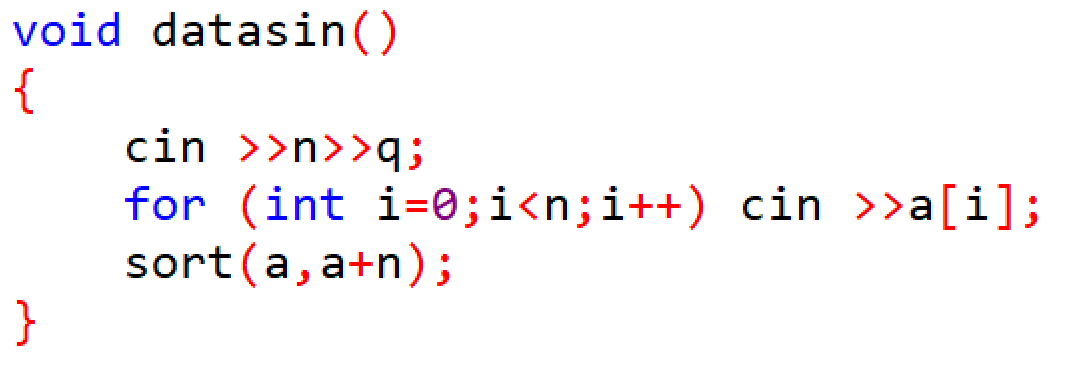 void datasin()
{
    cin >>n>>q;
    for (int i=0;i<n;i++) cin >>a[i];
    sort(a,a+n);
}